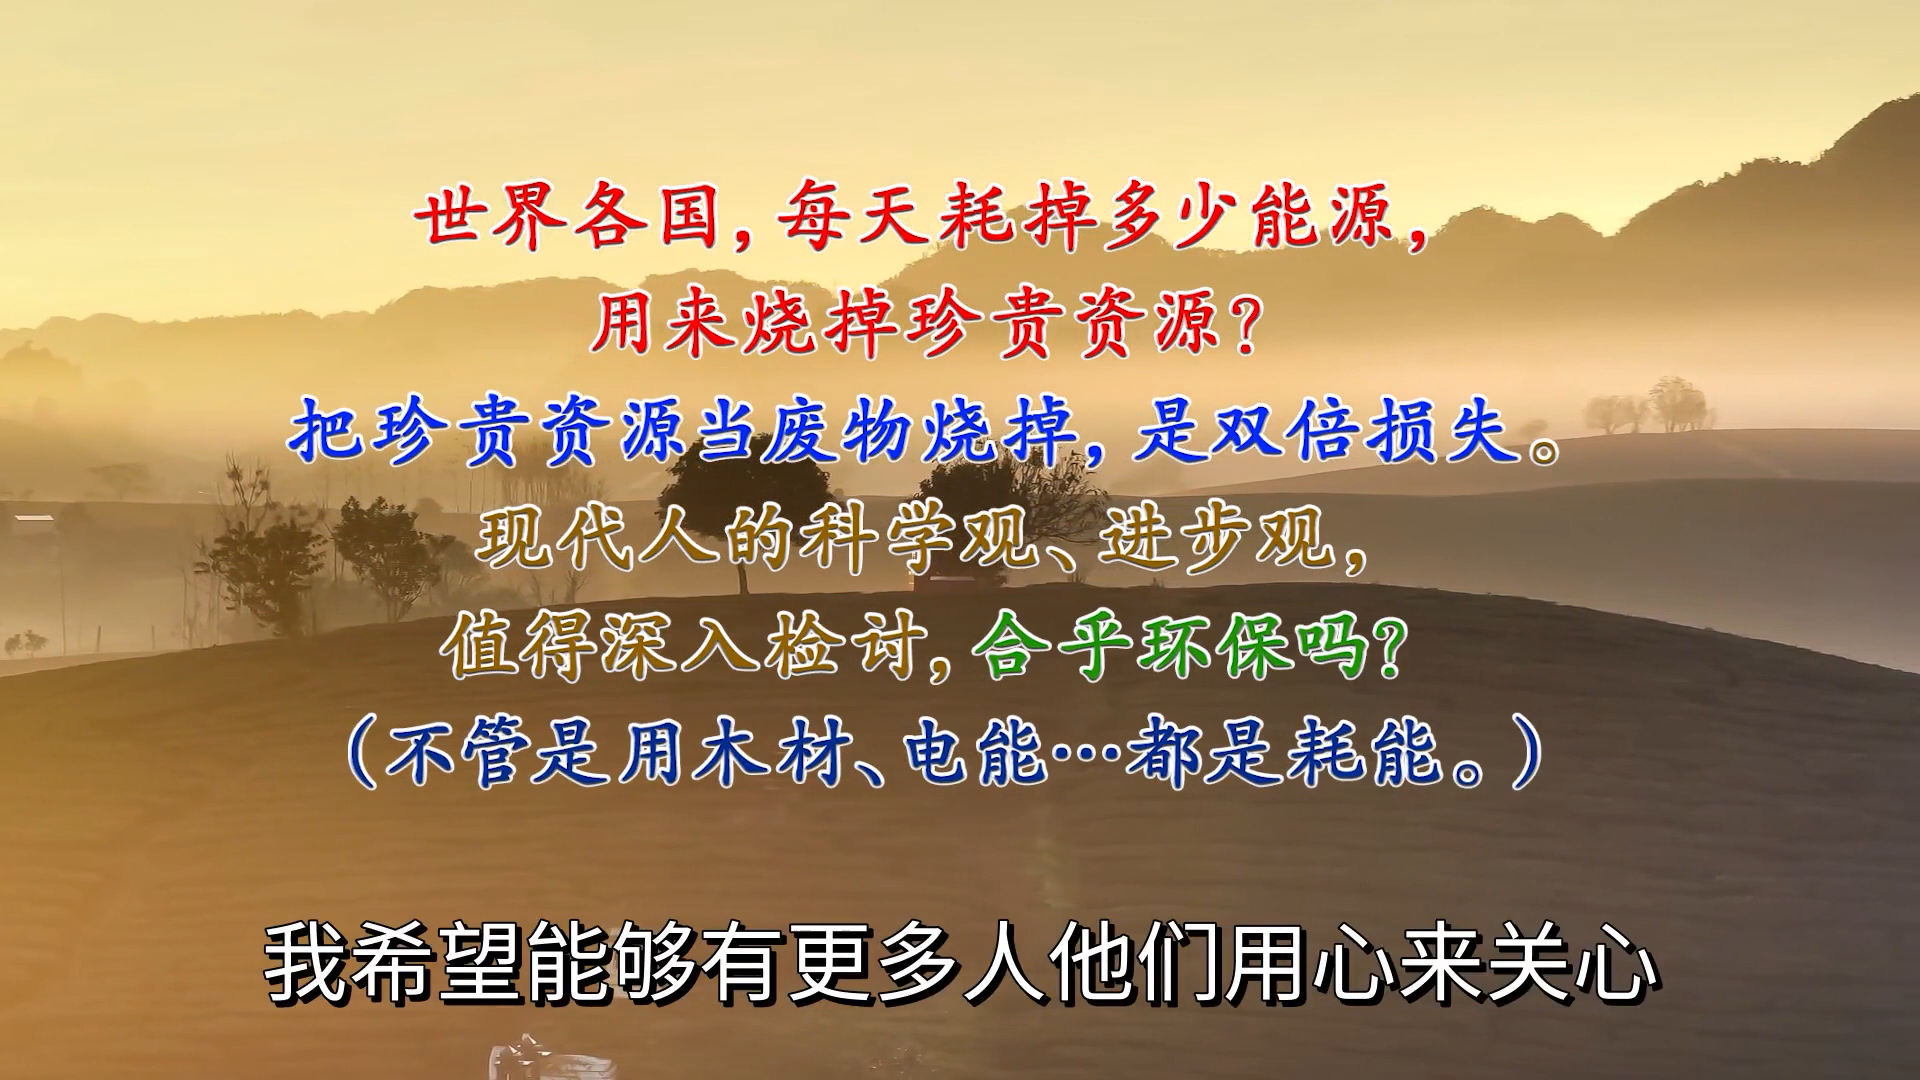 世界各国，每天耗掉多少能源，
用来烧掉珍贵资源？
把珍贵资源当废物烧掉，是双倍损失。
现代人的科学观、进步观，
值得深入检讨，合乎环保吗？
（不管是用木材、电能…都是耗能。）
我希望能够有更多人他们用心来关心